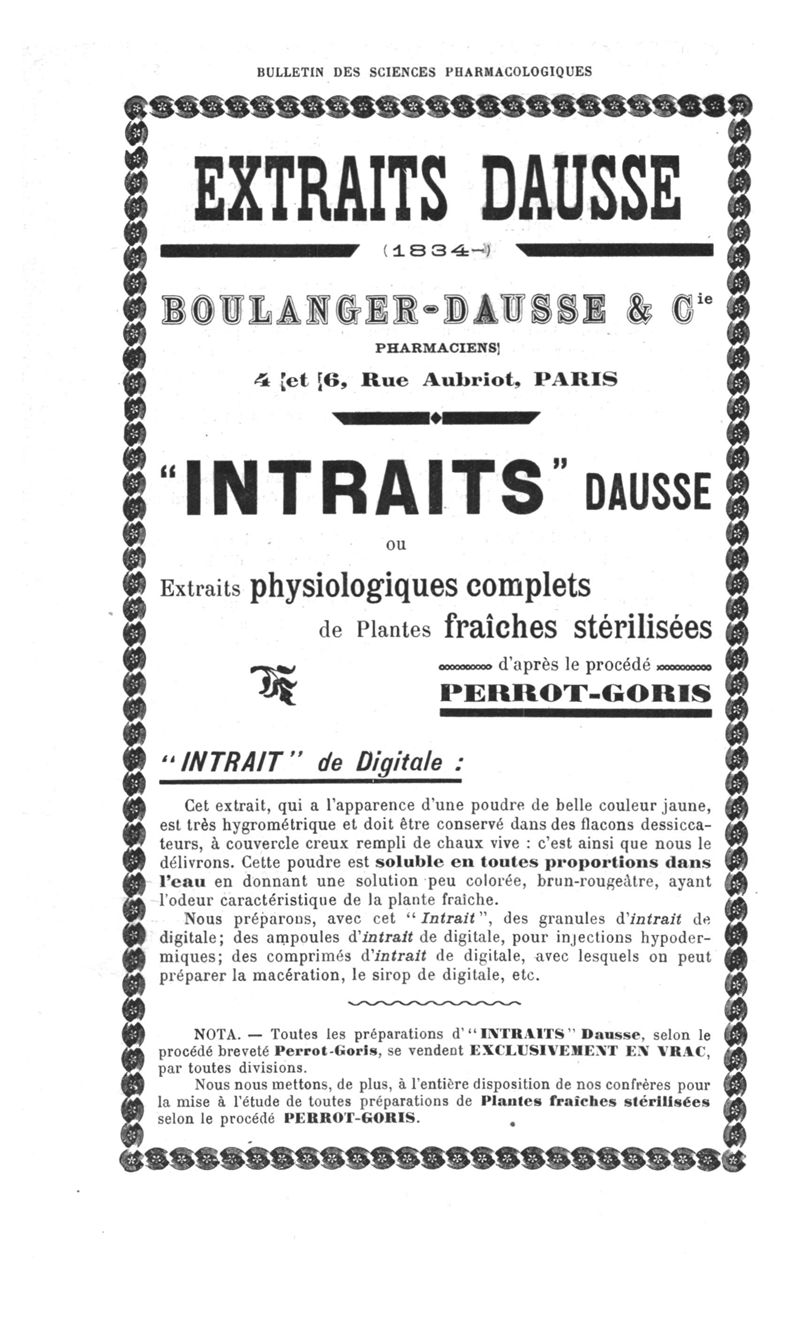 BULLETIN DES SCIENCES PHARMACOLOGIQUES
EXTRAITS DAUSSE
(1834-)
BOULANGER-DAUSSE & Cie
PHARMACIENS
4 et 6, Rue Aubriot, PARIS
"INTRAITS" DAUSSE
ou
Extraits physiologiques complets
de Plantes fraîches stérilisées
d'après le procédé
PERROT-GORIS
"INTRAIT" de Digitale :
Cet extrait, qui a l'apparence d'une poudre de belle couleur jaune,
est très hygrométrique et doit être conservé dans des flacons dessicca-
teurs, à couvercle creux rempli de chaux vive : c'est ainsi que nous le
délivrons. Cette poudre est soluble en toutes proportions dans
l'eau en donnant une solution peu colorée, brun-rougeâtre, ayant
l'odeur caractéristique de la plante fraîche.
Nous préparons, avec cet "Intrait", des granules d'intrait de
digitale; des ampoules d'intrait de digitale, pour injections hypoder-
miques; des comprimés d'intrait de digitale, avec lesquels on peut
préparer la macération, le sirop de digitale, etc.
NOTA. — Toutes les préparations d'"INTRAITS" Dausse, selon le
procédé breveté Perrot-Goris, se vendent EXCLUSIVEMENT EN VRAC,
par toutes divisions.
Nous nous mettons, de plus, à l'entière disposition de nos confrères pour
la mise à l'étude de toutes préparations de Plantes fraîches stérilisées
selon le procédé PERROT-GORIS.